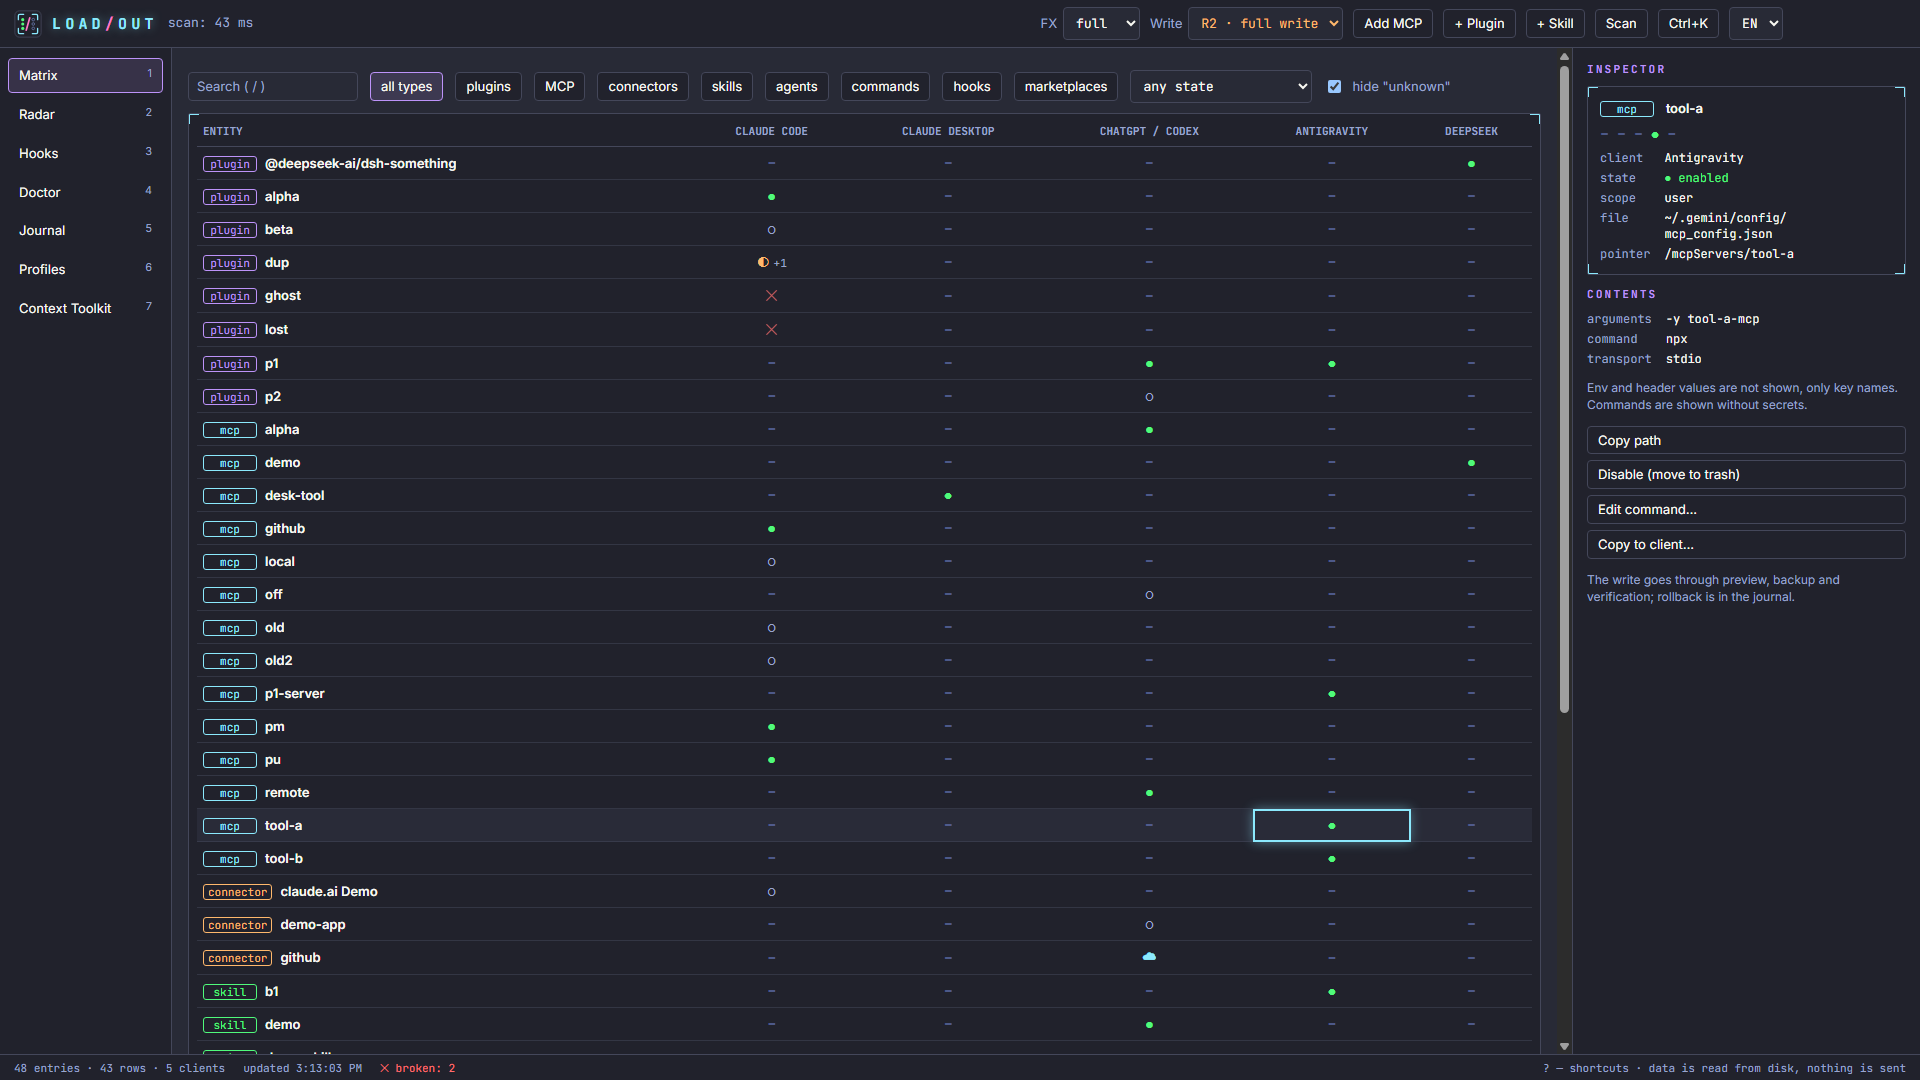 LOAD/OUT scan: 43 ms FX full Write R2 · full write Add MCP + Plugin + Skill Scan Ctrl+K EN
Matrix 1
Radar 2
Hooks 3
Doctor 4
Journal 5
Profiles 6
Context Toolkit 7
Search ( / ) all types plugins MCP connectors skills agents commands hooks marketplaces any state hide "unknown"
ENTITY CLAUDE CODE CLAUDE DESKTOP CHATGPT / CODEX ANTIGRAVITY DEEPSEEK
plugin @deepseek-ai/dsh-something
plugin alpha
plugin beta
plugin dup +1
plugin ghost
plugin lost
plugin p1
plugin p2
mcp alpha
mcp demo
mcp desk-tool
mcp github
mcp local
mcp off
mcp old
mcp old2
mcp p1-server
mcp pm
mcp pu
mcp remote
mcp tool-a
mcp tool-b
connector claude.ai Demo
connector demo-app
connector github
skill b1
skill demo
INSPECTOR
mcp tool-a
client Antigravity
state enabled
scope user
file ~/.gemini/config/
mcp_config.json
pointer /mcpServers/tool-a
CONTENTS
arguments -y tool-a-mcp
command npx
transport stdio
Env and header values are not shown, only key names.
Commands are shown without secrets.
Copy path
Disable (move to trash)
Edit command...
Copy to client...
The write goes through preview, backup and
verification; rollback is in the journal.
48 entries · 43 rows · 5 clients updated 3:13:03 PM broken: 2
? — shortcuts · data is read from disk, nothing is sent